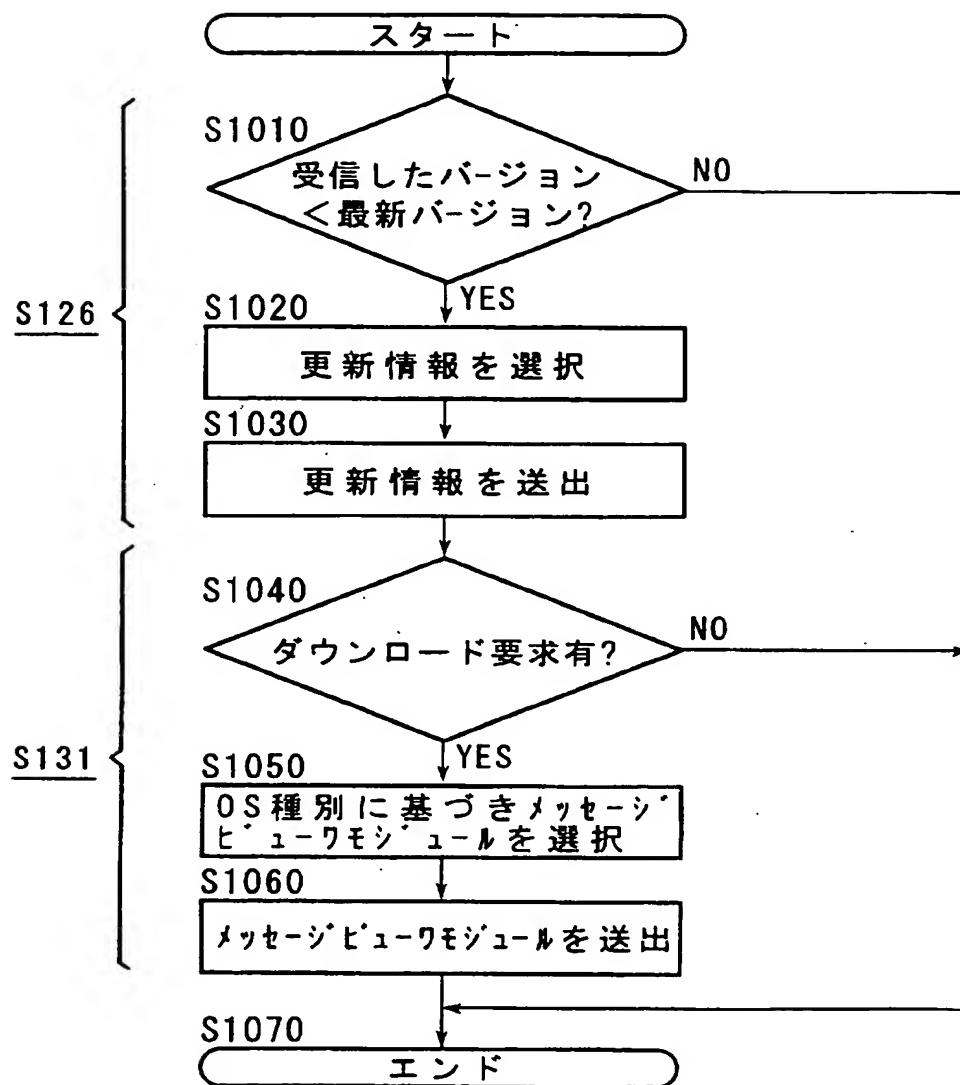 スタート
S1010
受信したバージョン
<最新バージョン?
NO
YES
S126
S1020
更新情報を選択
S1030
更新情報を送出
S1040
ダウンロード要求有?
NO
YES
S131
S1050
OS種別に基づきメッセージ
ビューワモジュールを選択
S1060
メッセージビューワモジュールを送出
S1070
エンド